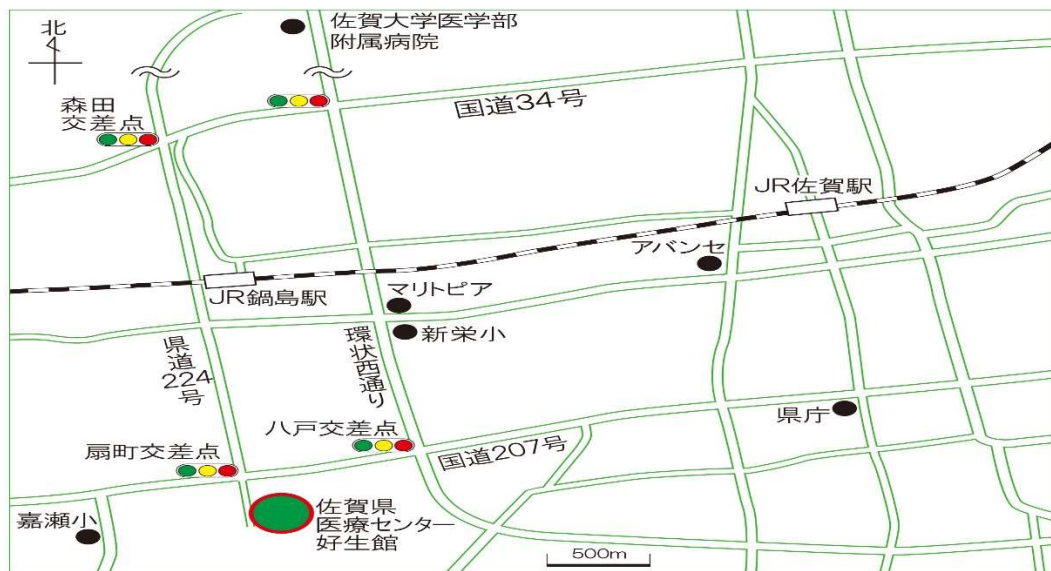 北
佐賀大学医学部
附属病院
森田
交差点
国道34号
JR佐賀駅
アバンセ
JR鍋島駅
マリトピア
新栄小
県道224号
環状西通り
県庁
八戸交差点
国道207号
扇町交差点
嘉瀬小
佐賀県
医療センター
好生館
500m